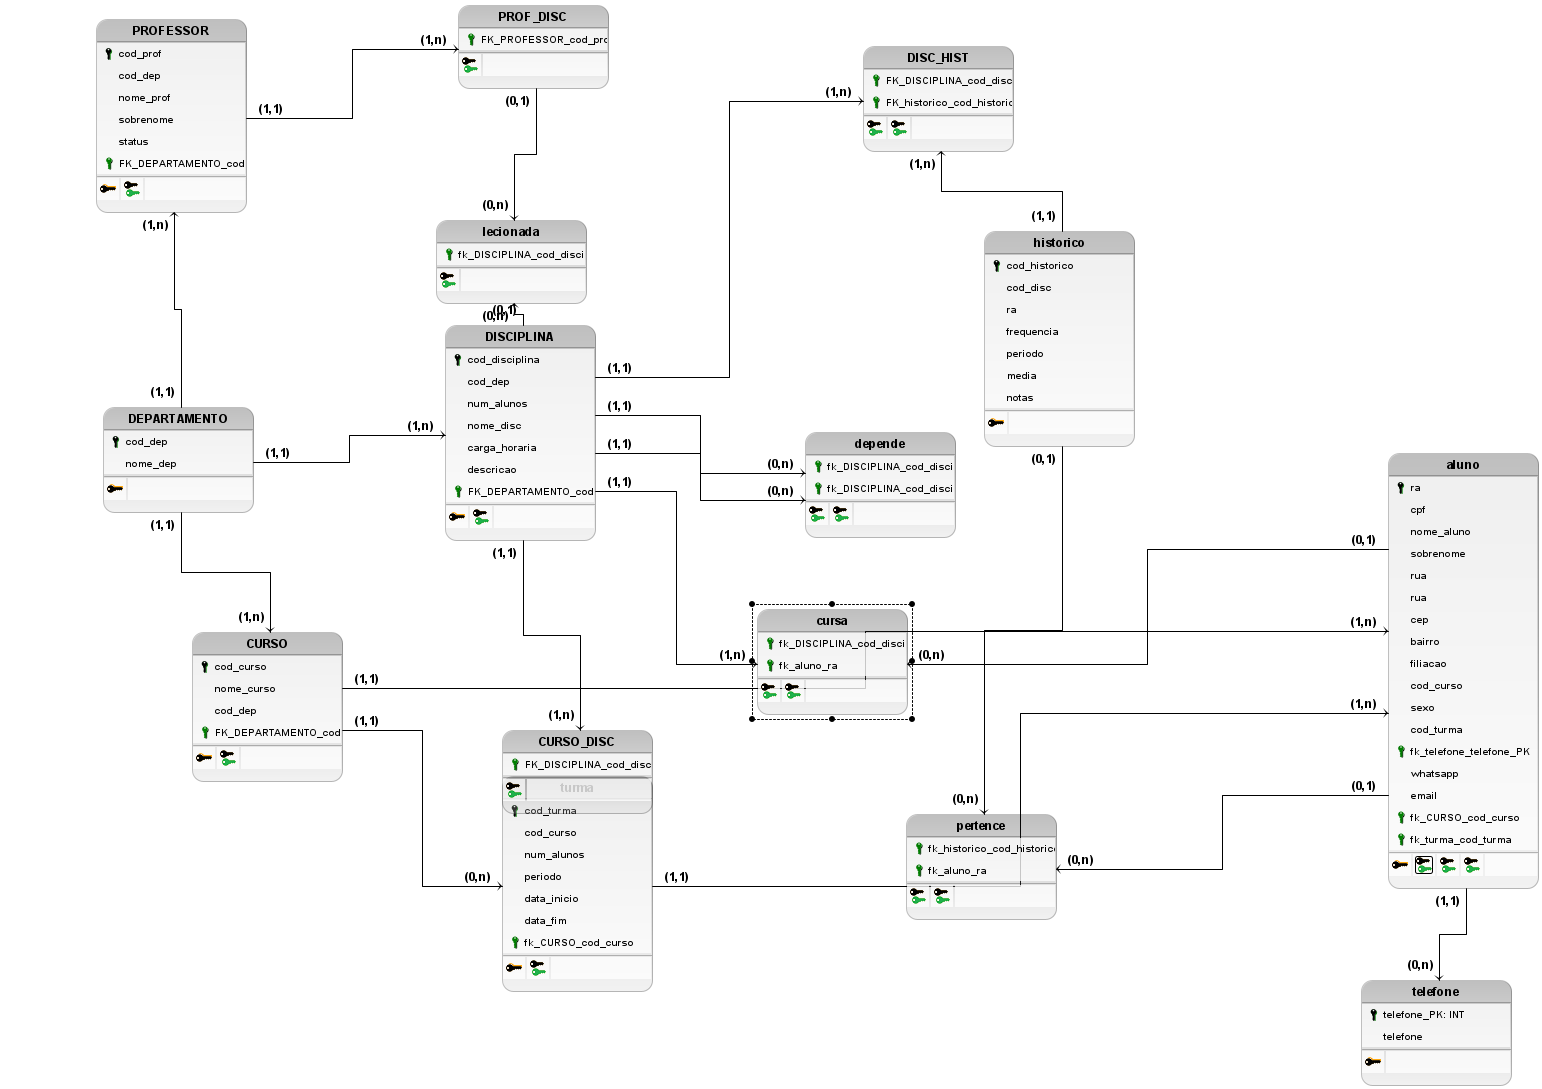 PROFESSOR
cod_prof
cod_dep
nome_prof
sobrenome
status
FK_DEPARTAMENTO_cod
(1,1)
(1,n)
(1,n)
PROF_DISC
FK_PROFESSOR_cod_pro
(0,1)
(0,n)
lecionada
fk_DISCIPLINA_cod_disci
(0,1)
(0,n)
DISCIPLINA
cod_disciplina
cod_dep
num_alunos
nome_disc
carga_horaria
descricao
FK_DEPARTAMENTO_cod
(1,1)
(1,1)
(1,1)
(1,1)
(1,1)
(1,n)
DISC_HIST
FK_DISCIPLINA_cod_disc
FK_historico_cod_historic
(1,n)
(1,n)
(1,1)
historico
cod_historico
cod_disc
ra
frequencia
periodo
media
notas
(0,1)
DEPARTAMENTO
cod_dep
nome_dep
(1,1)
(1,1)
(1,1)
depende
fk_DISCIPLINA_cod_disci
fk_DISCIPLINA_cod_disci
(0,n)
(0,n)
CURSO
cod_curso
nome_curso
cod_dep
FK_DEPARTAMENTO_cod
(1,n)
(1,1)
(1,1)
cursa
fk_DISCIPLINA_cod_disci
fk_aluno_ra
(1,n)
(0,n)
CURSO_DISC
FK_DISCIPLINA_cod_disc
(1,n)
turma
cod_turma
cod_curso
num_alunos
periodo
data_inicio
data_fim
fk_CURSO_cod_curso
(0,n)
(1,1)
pertence
fk_historico_cod_historico
fk_aluno_ra
(0,n)
(0,n)
aluno
ra
cpf
nome_aluno
sobrenome
rua
rua
cep
bairro
filiacao
cod_curso
sexo
cod_turma
fk_telefone_telefone_PK
whatsapp
email
fk_CURSO_cod_curso
fk_turma_cod_turma
(0,1)
(1,n)
(1,n)
(0,1)
(1,1)
(0,n)
telefone
telefone_PK: INT
telefone